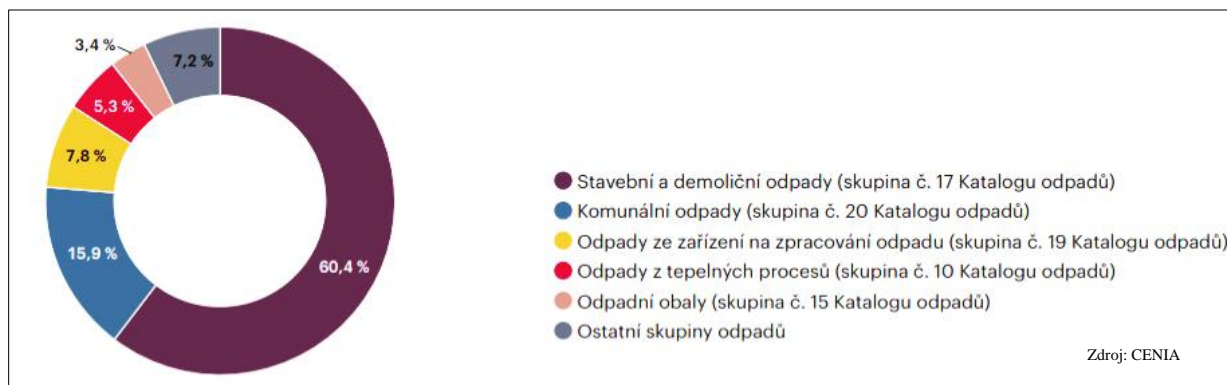 3,4 %
7,2 %
5,3 %
7,8 %
15,9 %
60,4 %
Stavební a demoliční odpady (skupina č. 17 Katalogu odpadů)
Komunální odpady (skupina č. 20 Katalogu odpadů)
Odpady ze zařízení na zpracování odpadu (skupina č. 19 Katalogu odpadů)
Odpady z tepelných procesů (skupina č. 10 Katalogu odpadů)
Odpadní obaly (skupina č. 15 Katalogu odpadů)
Ostatní skupiny odpadů
Zdroj: CENIA